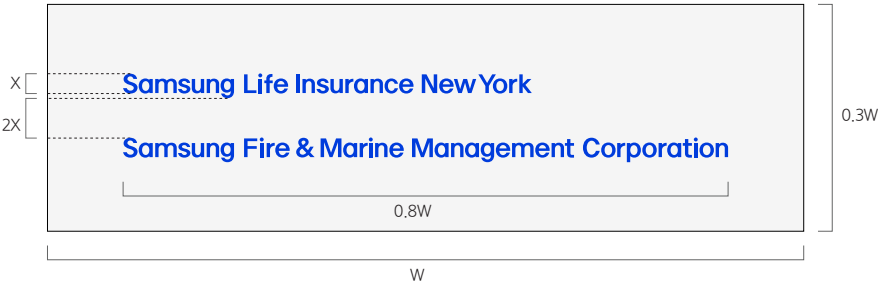 X
Samsung Life Insurance New York
2X
0.3W
Samsung Fire & Marine Management Corporation
0.8W
W